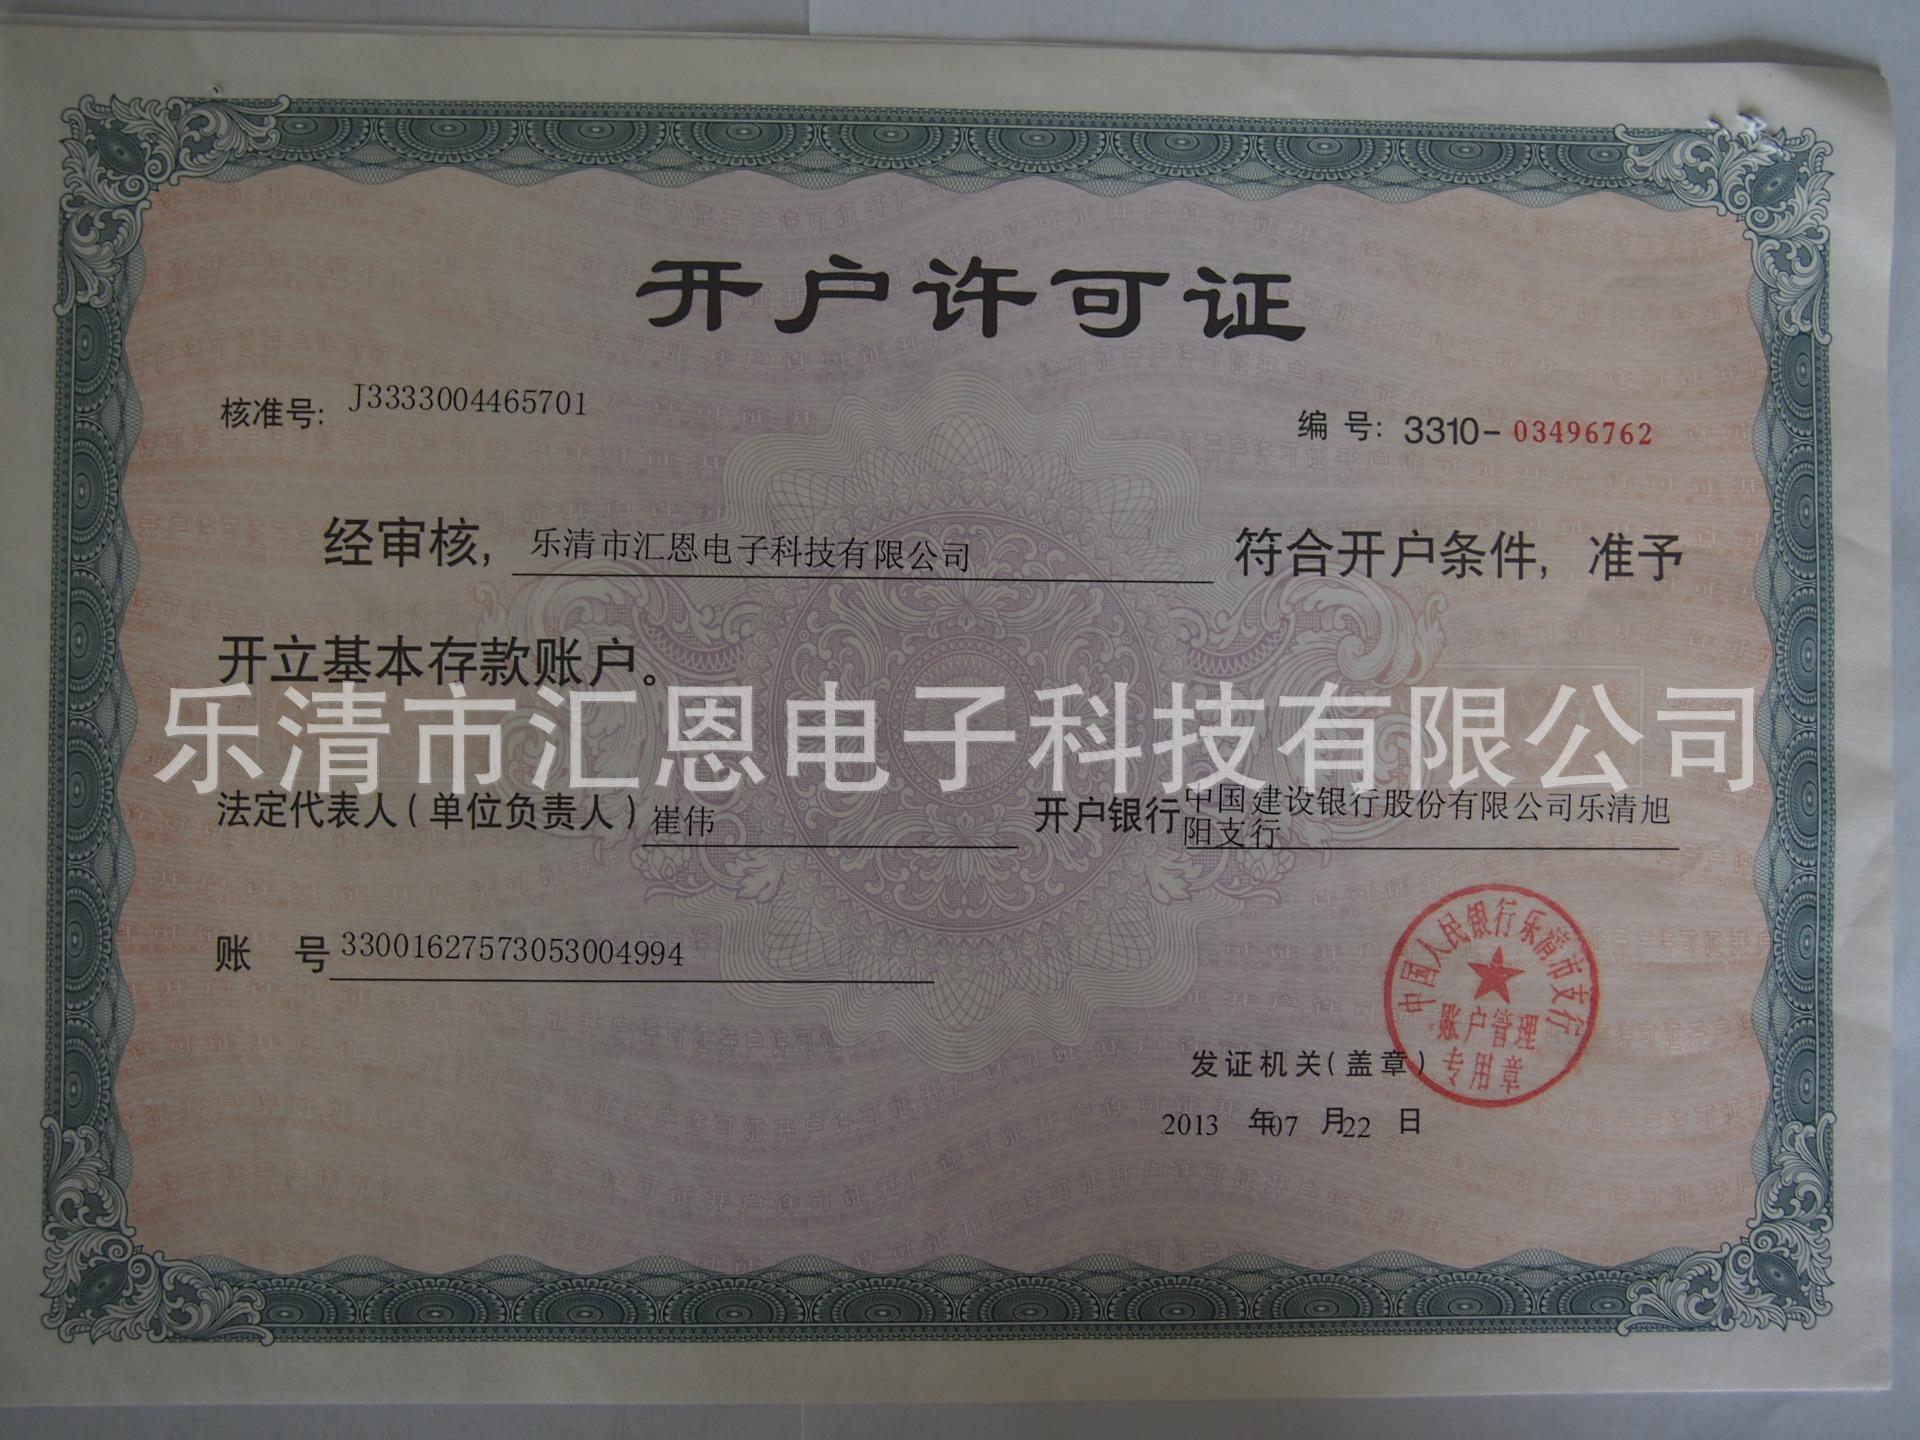 开户许可证
核准号: J3333004465701
编 号: 3310-03496762
经审核, 乐清市汇恩电子科技有限公司 符合开户条件, 准予
开立基本存款账户。
乐清市汇恩电子科技有限公司
法定代表人(单位负责人) 崔伟
开户银行 中国建设银行股份有限公司乐清旭
阳支行
账 号 33001627573053004994
中国人民银行乐清市支行
账户管理
专用章
发证机关(盖章)
2013 年07 月22 日